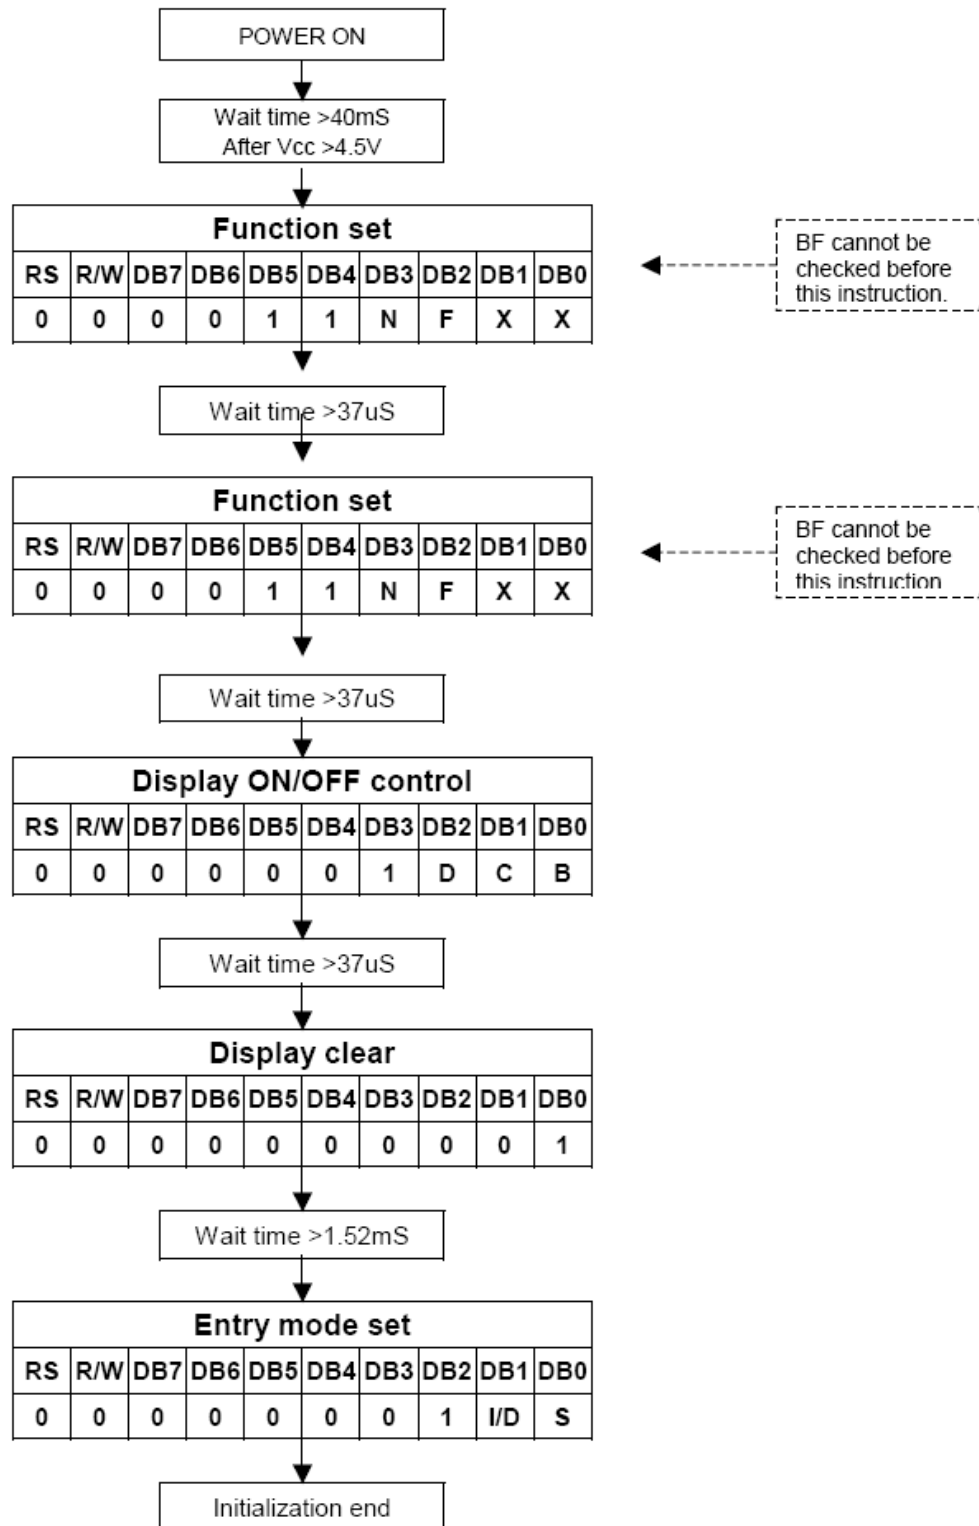 POWER ON
Wait time >40mS
After Vcc >4.5V
Function set
RS R/W DB7 DB6 DB5 DB4 DB3 DB2 DB1 DB0
0 0 0 0 1 1 N F X X
BF cannot be
checked before
this instruction.
Wait time >37uS
Function set
RS R/W DB7 DB6 DB5 DB4 DB3 DB2 DB1 DB0
0 0 0 0 1 1 N F X X
BF cannot be
checked before
this instruction
Wait time >37uS
Display ON/OFF control
RS R/W DB7 DB6 DB5 DB4 DB3 DB2 DB1 DB0
0 0 0 0 0 0 1 D C B
Wait time >37uS
Display clear
RS R/W DB7 DB6 DB5 DB4 DB3 DB2 DB1 DB0
0 0 0 0 0 0 0 0 0 1
Wait time >1.52mS
Entry mode set
RS R/W DB7 DB6 DB5 DB4 DB3 DB2 DB1 DB0
0 0 0 0 0 0 0 1 I/D S
Initialization end